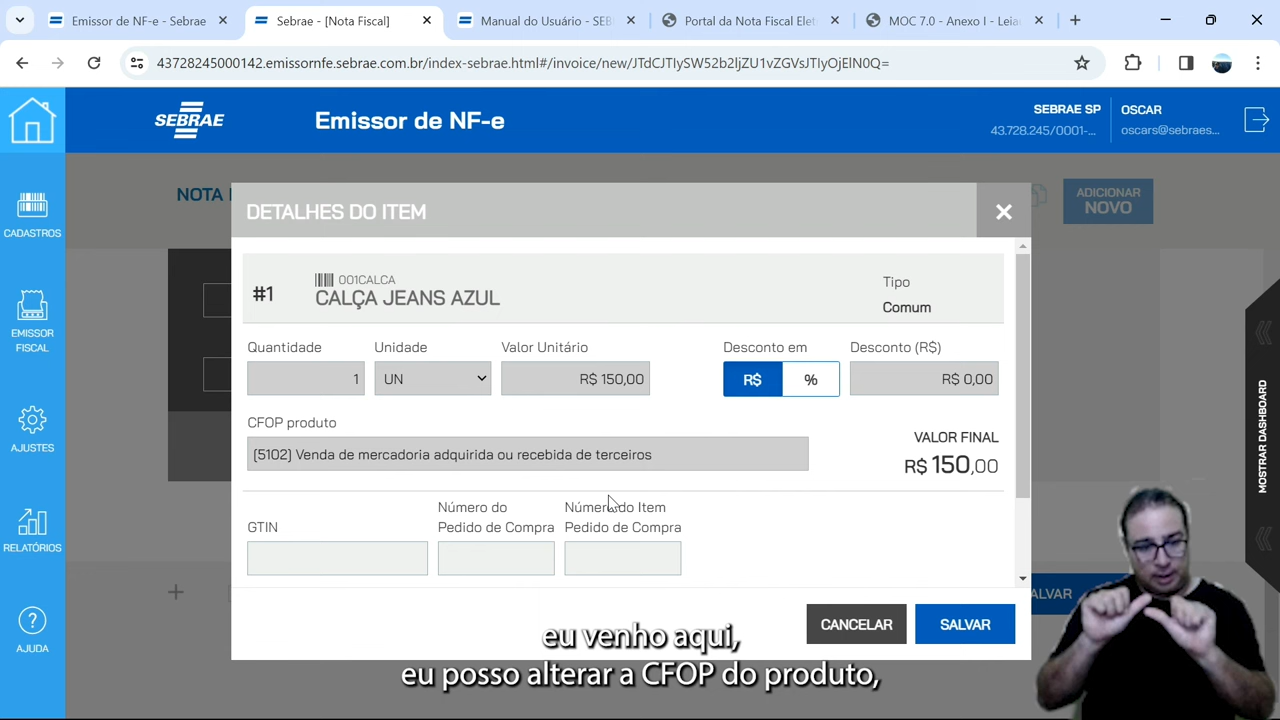 Emissor de NF-e - Sebrae
Sebrae - [Nota Fiscal]
Manual do Usuário - SEB
Portal da Nota Fiscal Elet
MOC 7.0 - Anexo I - Leia
43728245000142.emissornfe.sebrae.com.br/index-sebrae.html#/invoice/new/JTdCJTIySW52b2ljZU1vZGVsJTIyOjElN0Q=
SEBRAE
Emissor de NF-e
SEBRAE SP
43.728.245/0001-...
OSCAR
oscars@sebraes...
CADASTROS
EMISSOR
FISCAL
AJUSTES
RELATÓRIOS
AJUDA
NOTA
ADICIONAR
NOVO
DETALHES DO ITEM
#1
001CALCA
CALÇA JEANS AZUL
Tipo
Comum
Quantidade
Unidade
Valor Unitário
Desconto em
Desconto (R$)
1
UN
R$ 150,00
R$
%
R$ 0,00
CFOP produto
[5102] Venda de mercadoria adquirida ou recebida de terceiros
VALOR FINAL
R$ 150,00
GTIN
Número do
Pedido de Compra
Número do Item
Pedido de Compra
CANCELAR
SALVAR
ALVAR
MOSTRAR DASHBOARD
eu venho aqui,
eu posso alterar a CFOP do produto,